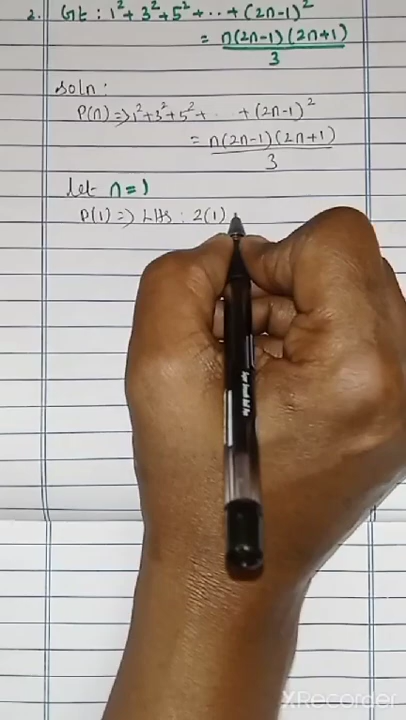 2. Gt: 1²+3²+5²+...+(2n-1)²
= n(2n-1)(2n+1)
3
Soln:
P(n)=>1²+3²+5²+... +(2n-1)²
= n(2n-1)(2n+1)
3
let n=1
P(1)=> LHS: 2(1)
XRecorder